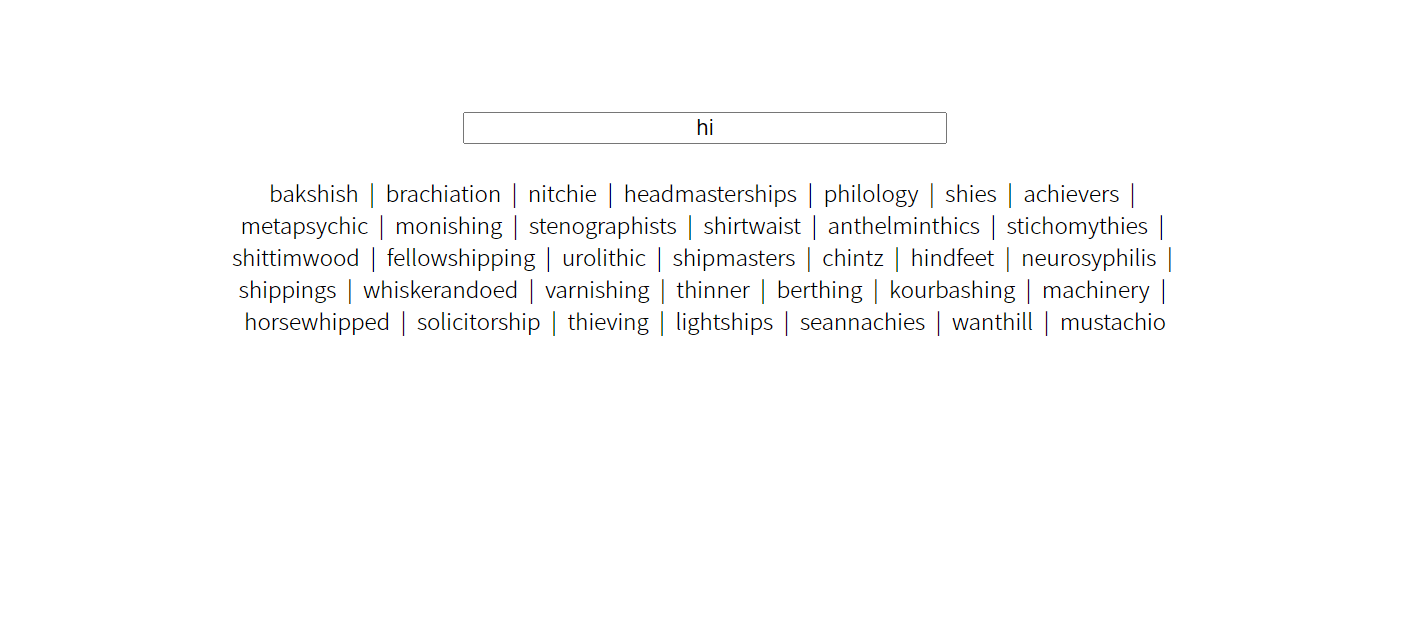 hi
bakshish | brachiation | nitchie | headmasterships | philology | shies | achievers |
metapsychic | monishing | stenographists | shirtwaist | anthelminthics | stichomythies |
shittimwood | fellowshipping | urolithic | shipmasters | chintz | hindfeet | neurosyphilis |
shippings | whiskerandoed | varnishing | thinner | berthing | kourbashing | machinery |
horsewhipped | solicitorship | thieving | lightships | seannachies | wanthill | mustachio